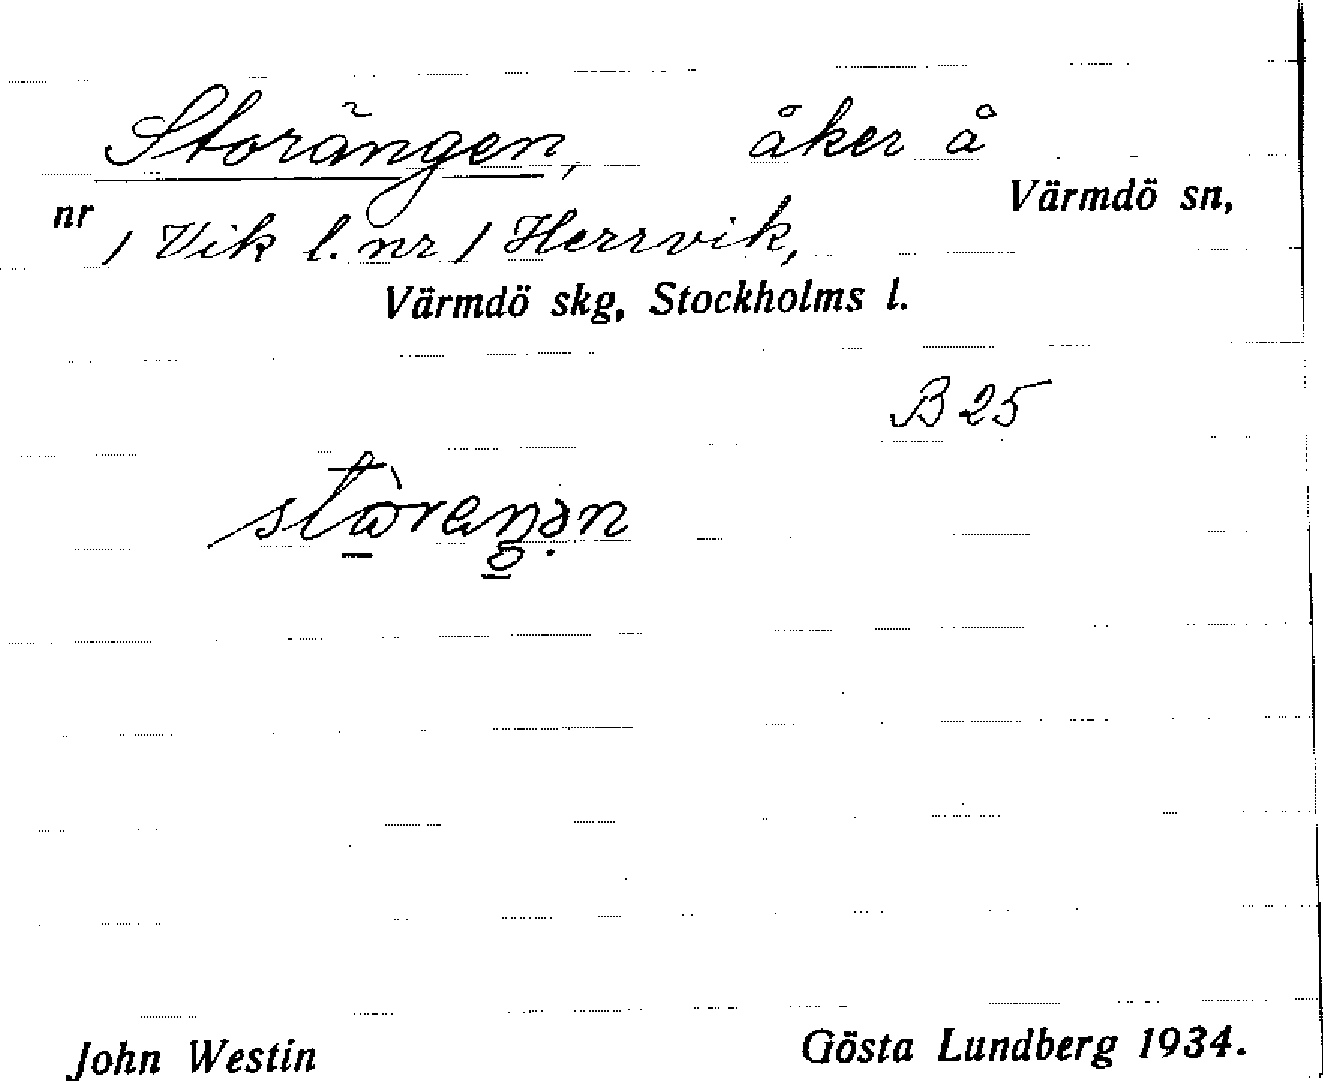 Storängen, åker å
nr 1 Vik l. nr 1 Herrvik, Värmdö sn,
Värmdö skg, Stockholms l.
B 25
John Westin Gösta Lundberg 1934.